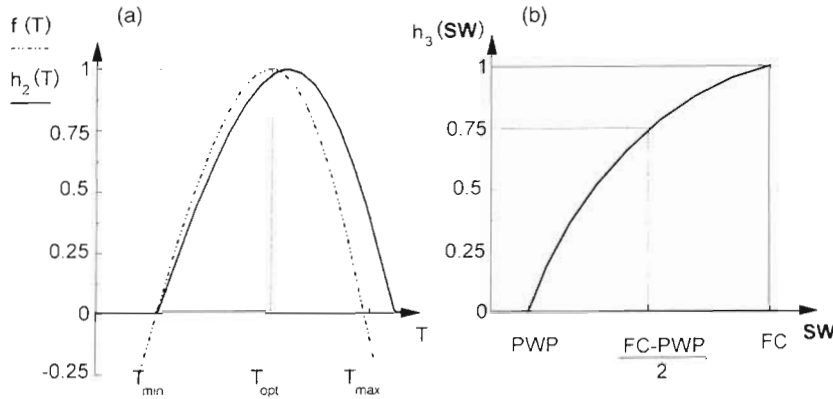 (a)
f (T)
h2(T)
1
0.75
0.5
0.25
0
-0.25
T
Tmin
Topt
Tmax
(b)
h3(SW)
1
0.75
0.5
0.25
0
SW
PWP
FC-PWP
2
FC